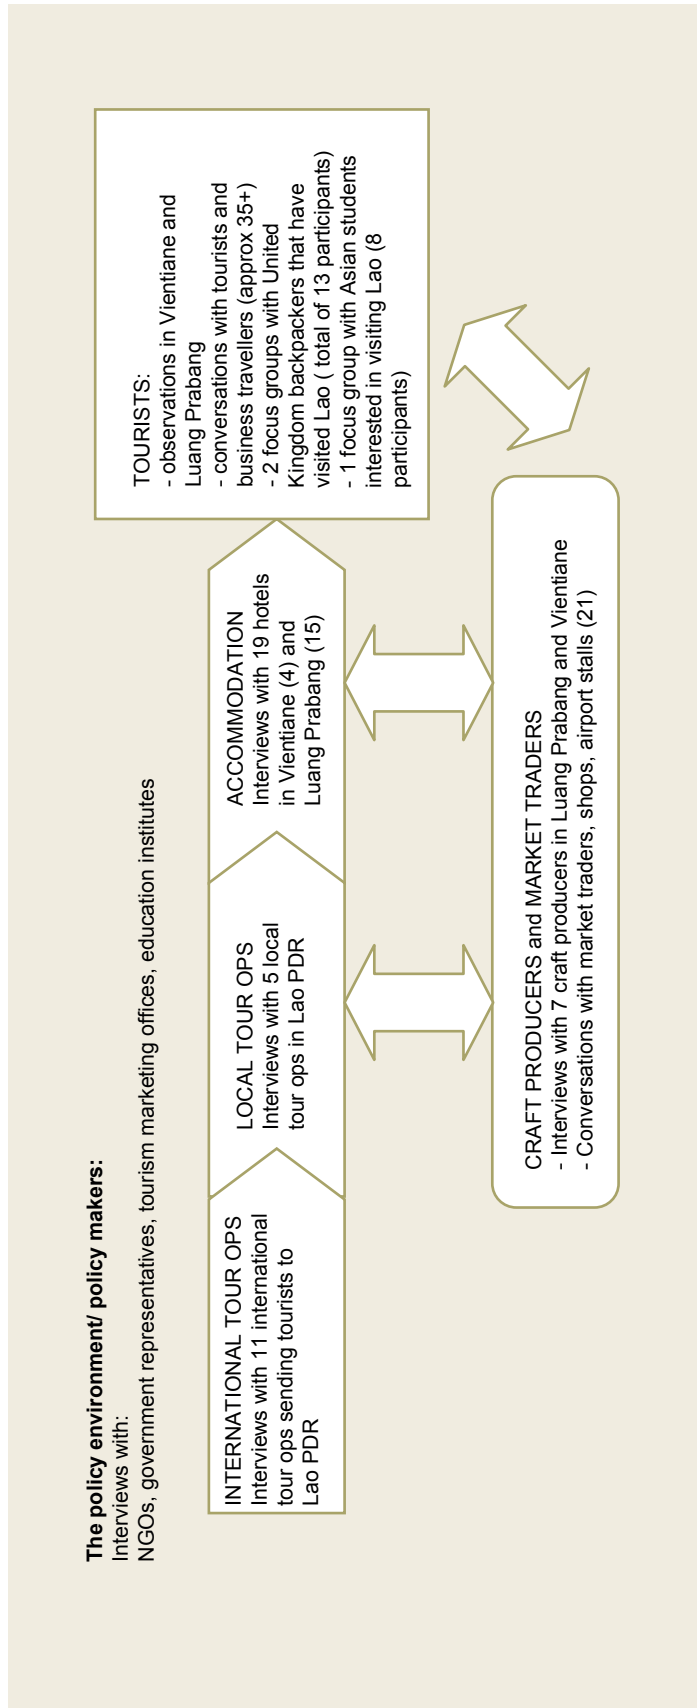 The policy environment/ policy makers:
Interviews with:
NGOs, government representatives, tourism marketing offices, education institutes
INTERNATIONAL TOUR OPS
Interviews with 11 international
tour ops sending tourists to
Lao PDR
LOCAL TOUR OPS
Interviews with 5 local
tour ops in Lao PDR
ACCOMMODATION
Interviews with 19 hotels
in Vientiane (4) and
Luang Prabang (15)
TOURISTS:
- observations in Vientiane and
Luang Prabang
- conversations with tourists and
business travellers (approx 35+)
- 2 focus groups with United
Kingdom backpackers that have
visited Lao ( total of 13 participants)
- 1 focus group with Asian students
interested in visiting Lao (8
participants)
CRAFT PRODUCERS and MARKET TRADERS
- Interviews with 7 craft producers in Luang Prabang and Vientiane
- Conversations with market traders, shops, airport stalls (21)